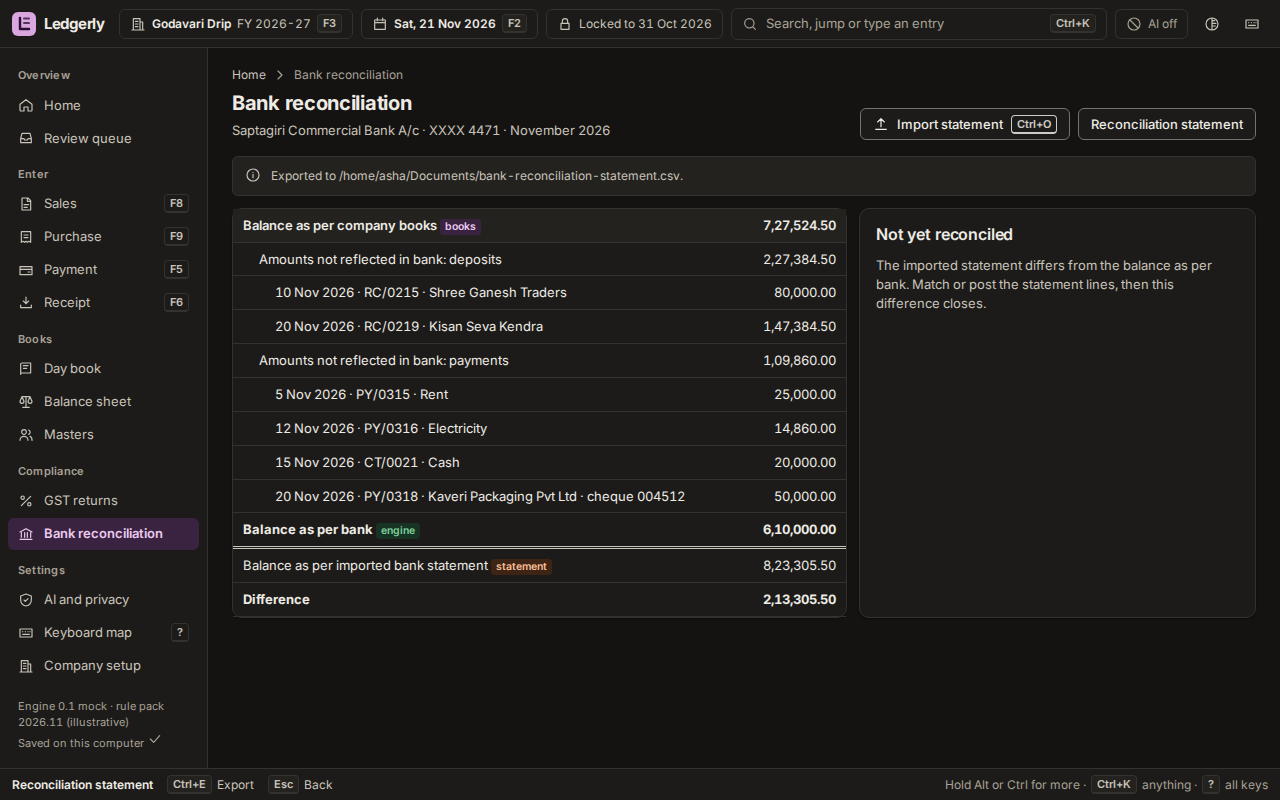 Ledgerly
Godavari Drip FY 2026-27 F3
Sat, 21 Nov 2026 F2
Locked to 31 Oct 2026
Search, jump or type an entry Ctrl+K
AI off
Overview
Home
Review queue
Enter
Sales F8
Purchase F9
Payment F5
Receipt F6
Books
Day book
Balance sheet
Masters
Compliance
GST returns
Bank reconciliation
Settings
AI and privacy
Keyboard map ?
Company setup
Engine 0.1 mock · rule pack
2026.11 (illustrative)
Saved on this computer
Home > Bank reconciliation
Bank reconciliation
Saptagiri Commercial Bank A/c · XXXX 4471 · November 2026
Import statement Ctrl+O
Reconciliation statement
Exported to /home/asha/Documents/bank-reconciliation-statement.csv.
Balance as per company books books 7,27,524.50
Amounts not reflected in bank: deposits 2,27,384.50
10 Nov 2026 · RC/0215 · Shree Ganesh Traders 80,000.00
20 Nov 2026 · RC/0219 · Kisan Seva Kendra 1,47,384.50
Amounts not reflected in bank: payments 1,09,860.00
5 Nov 2026 · PY/0315 · Rent 25,000.00
12 Nov 2026 · PY/0316 · Electricity 14,860.00
15 Nov 2026 · CT/0021 · Cash 20,000.00
20 Nov 2026 · PY/0318 · Kaveri Packaging Pvt Ltd · cheque 004512 50,000.00
Balance as per bank engine 6,10,000.00
Balance as per imported bank statement statement 8,23,305.50
Difference 2,13,305.50
Not yet reconciled
The imported statement differs from the balance as per
bank. Match or post the statement lines, then this
difference closes.
Reconciliation statement Ctrl+E Export Esc Back
Hold Alt or Ctrl for more · Ctrl+K anything · ? all keys